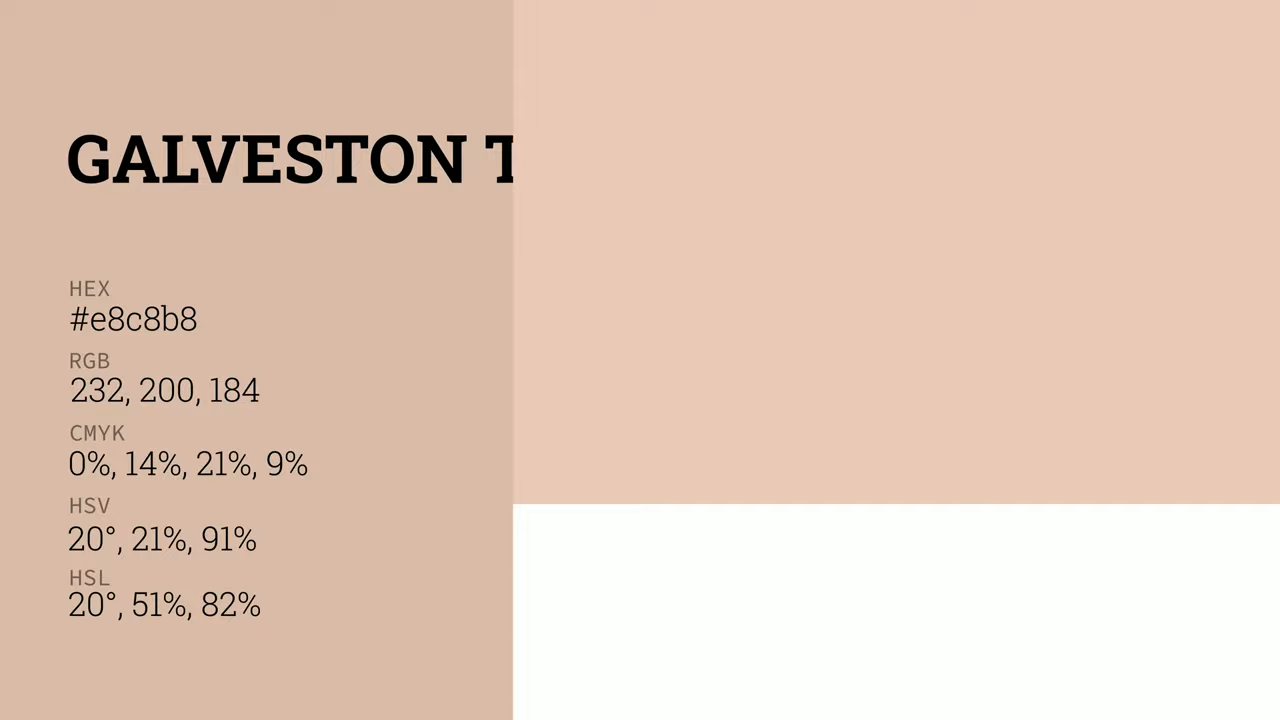 GALVESTON T
HEX
#e8c8b8
RGB
232, 200, 184
CMYK
0%, 14%, 21%, 9%
HSV
20°, 21%, 91%
HSL
20°, 51%, 82%